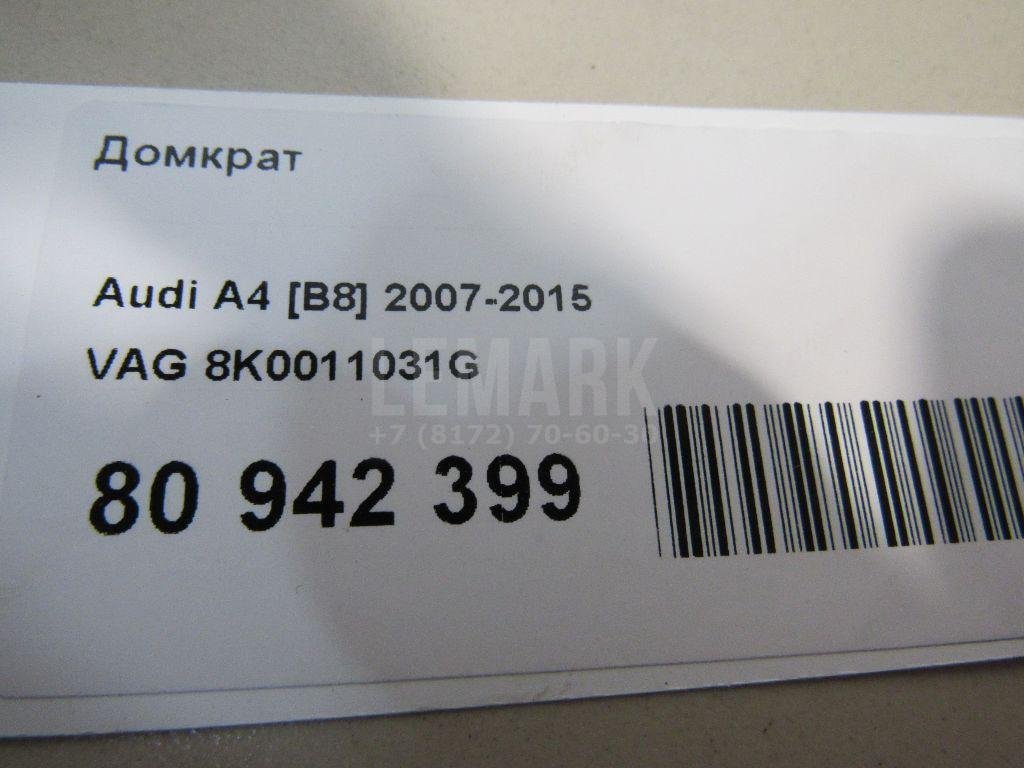 Домкрат
Audi A4 [B8] 2007-2015
VAG 8K0011031G
LEMARK
+7 (8172) 70-60-30
80 942 399